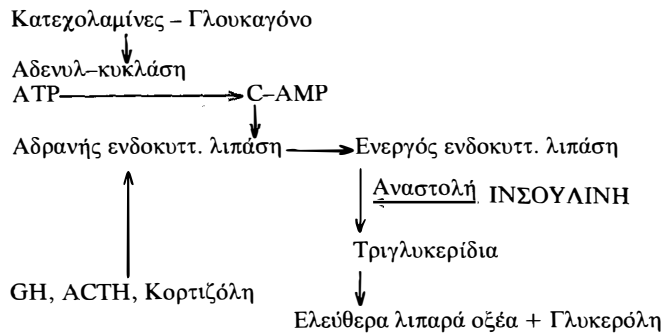 Κατεχολαμίνες – Γλουκαγόνο
Αδενυλ–κυκλάση
ATP C–AMP
Αδρανής ενδοκυττ. λιπάση Ενεργός ενδοκυττ. λιπάση
Αναστολή ΙΝΣΟΥΛΙΝΗ
Τριγλυκερίδια
GH, ACTH, Κορτιζόλη
Ελεύθερα λιπαρά οξέα + Γλυκερόλη